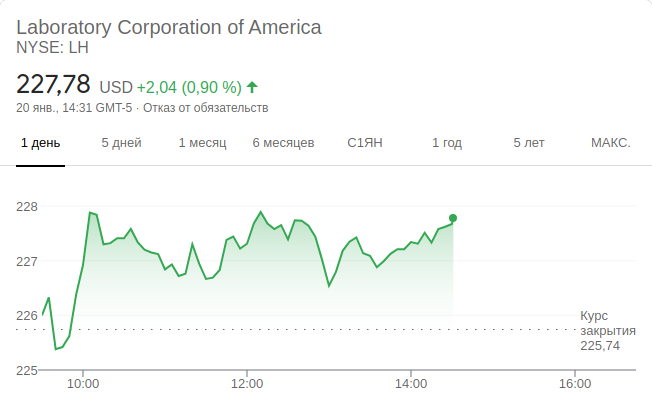 Laboratory Corporation of America
NYSE: LH
227,78 USD +2,04 (0,90 %)
20 янв., 14:31 GMT-5 · Отказ от обязательств
1 день 5 дней 1 месяц 6 месяцев С1ЯН 1 год 5 лет МАКС.
228
227
226
225
Курс
закрытия
225,74
10:00 12:00 14:00 16:00